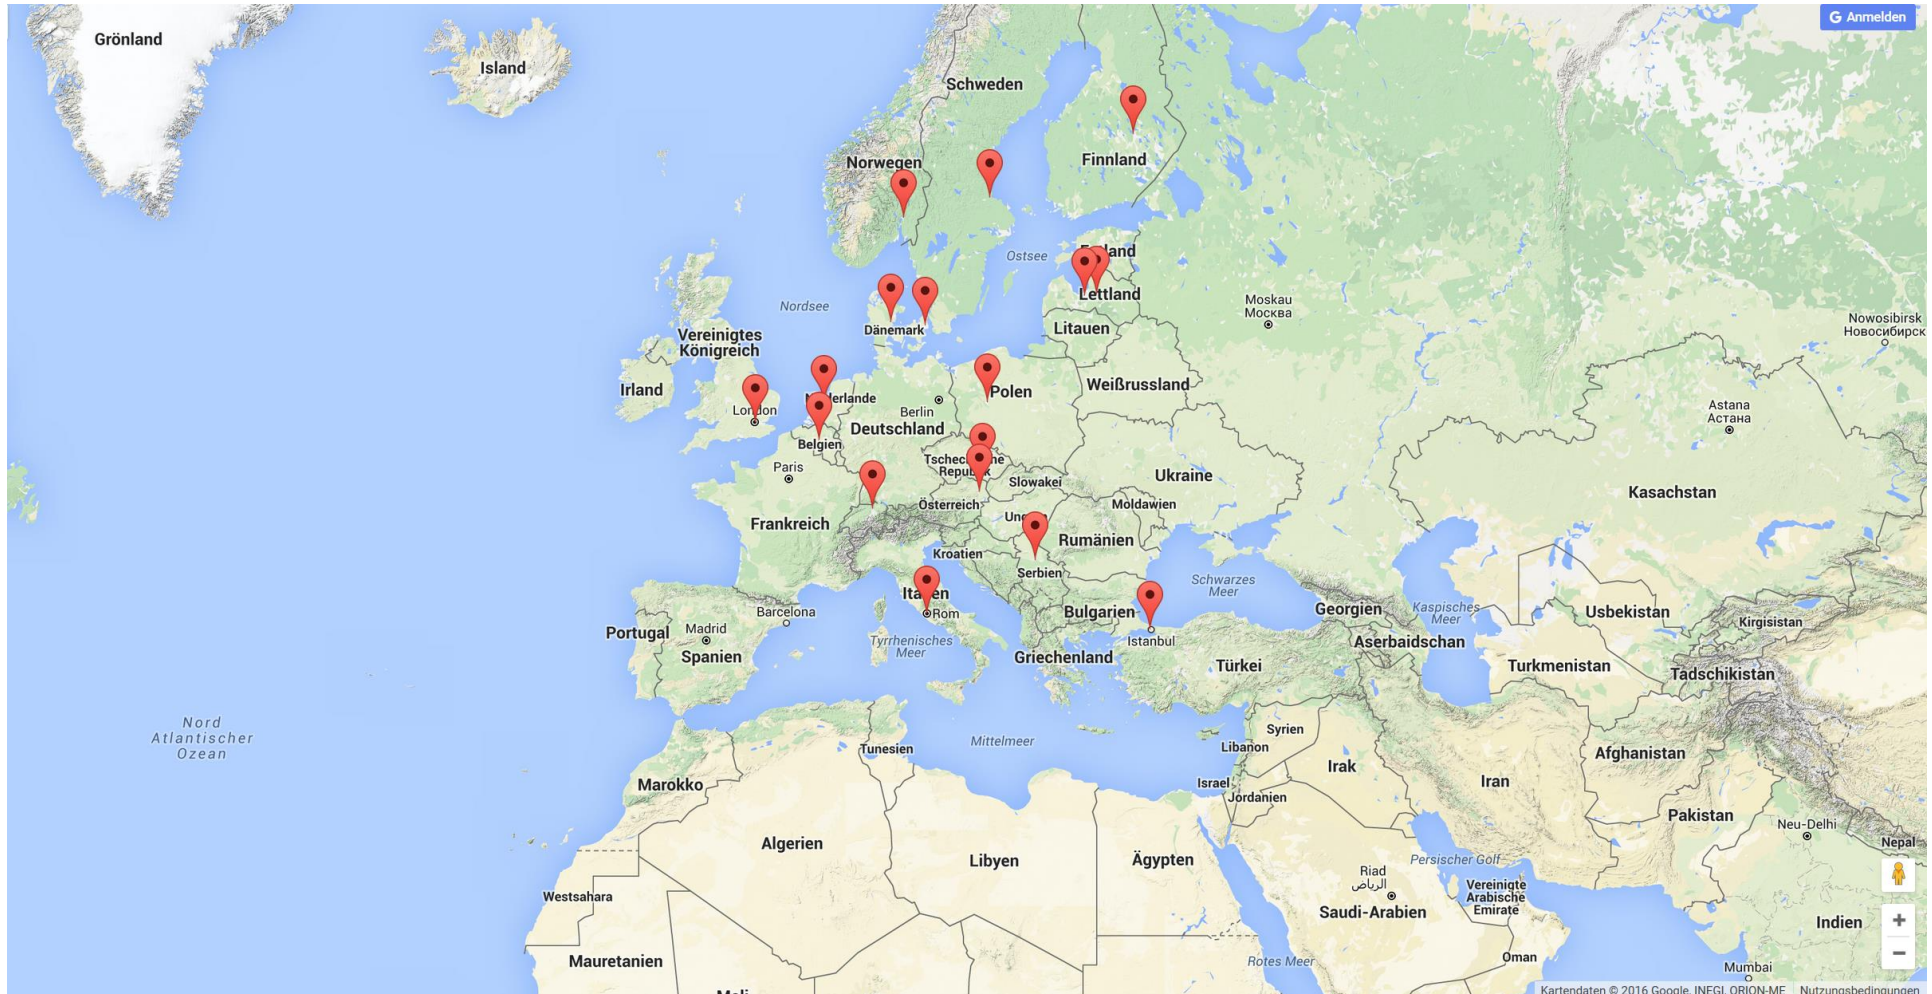 Grönland
Island
G Anmelden
Schweden
Finnland
Norwegen
Ostsee
Lettland
Nordsee
Dänemark
Moskau
Москва
Nowosibirsk
Новосибирск
Vereinigtes
Königreich
Litauen
Irland
Weißrussland
Polen
London
Berlin
Deutschland
Belgien
Astana
Астана
Paris
Slowakei
Ukraine
Kasachstan
Österreich
Moldawien
Frankreich
Rumänien
Kroatien
Serbien
Schwarzes
Meer
Barcelona
Rom
Bulgarien
Georgien
Kaspisches
Meer
Usbekistan
Kirgisistan
Portugal
Madrid
Spanien
Tyrrhenisches
Meer
Istanbul
Aserbaidschan
Griechenland
Türkei
Turkmenistan
Tadschikistan
Nord
Atlantischer
Ozean
Tunesien
Mittelmeer
Syrien
Libanon
Afghanistan
Marokko
Israel
Irak
Iran
Jordanien
Pakistan
Neu-Delhi
Algerien
Libyen
Ägypten
Persischer Golf
Nepal
Westsahara
Riad
الرياض
Saudi-Arabien
Vereinigte
Arabische
Emirate
Indien
+
−
Mauretanien
Rotes Meer
Oman
Mumbai
Kartendaten © 2016 Google, INEGI, ORION-ME
Nutzungsbedingungen